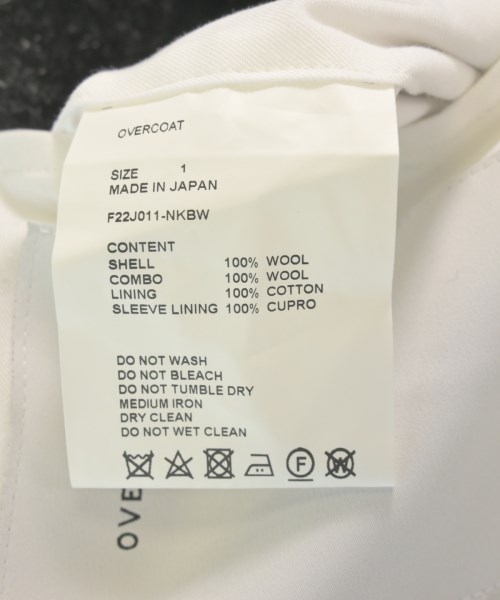 OVERCOAT
SIZE 1
MADE IN JAPAN
F22J011-NKBW
CONTENT
SHELL 100% WOOL
COMBO 100% WOOL
LINING 100% COTTON
SLEEVE LINING 100% CUPRO
DO NOT WASH
DO NOT BLEACH
DO NOT TUMBLE DRY
MEDIUM IRON
DRY CLEAN
DO NOT WET CLEAN
F W
OVE